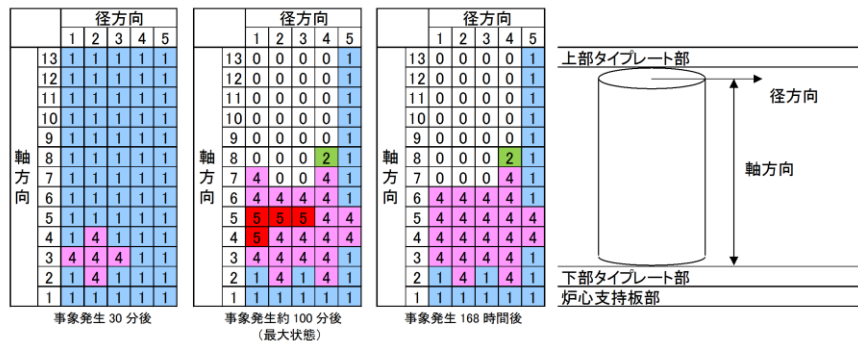 径方向
1 2 3 4 5
軸方向
13 1 1 1 1 1
12 1 1 1 1 1
11 1 1 1 1 1
10 1 1 1 1 1
9 1 1 1 1 1
8 1 1 1 1 1
7 1 1 1 1 1
6 1 1 1 1 1
5 1 1 1 1 1
4 1 4 1 1 1
3 4 4 4 1 1
2 1 4 1 1 1
1 1 1 1 1 1
事象発生 30 分後
径方向
1 2 3 4 5
軸方向
13 0 0 0 0 1
12 0 0 0 0 1
11 0 0 0 0 1
10 0 0 0 0 1
9 0 0 0 0 1
8 0 0 0 2 1
7 4 0 0 4 1
6 4 4 4 4 1
5 5 5 5 4 4
4 5 4 4 4 4
3 4 4 4 4 1
2 1 4 1 4 1
1 1 1 1 1 1
事象発生約 100 分後
(最大状態)
径方向
1 2 3 4 5
軸方向
13 0 0 0 0 1
12 0 0 0 0 1
11 0 0 0 0 1
10 0 0 0 0 1
9 0 0 0 0 1
8 0 0 0 2 1
7 0 0 0 4 1
6 4 4 4 4 1
5 4 4 4 4 4
4 4 4 4 4 4
3 4 4 4 4 1
2 1 4 1 4 1
1 1 1 1 1 1
事象発生 168 時間後
上部タイプレート部
径方向
軸方向
下部タイプレート部
炉心支持板部